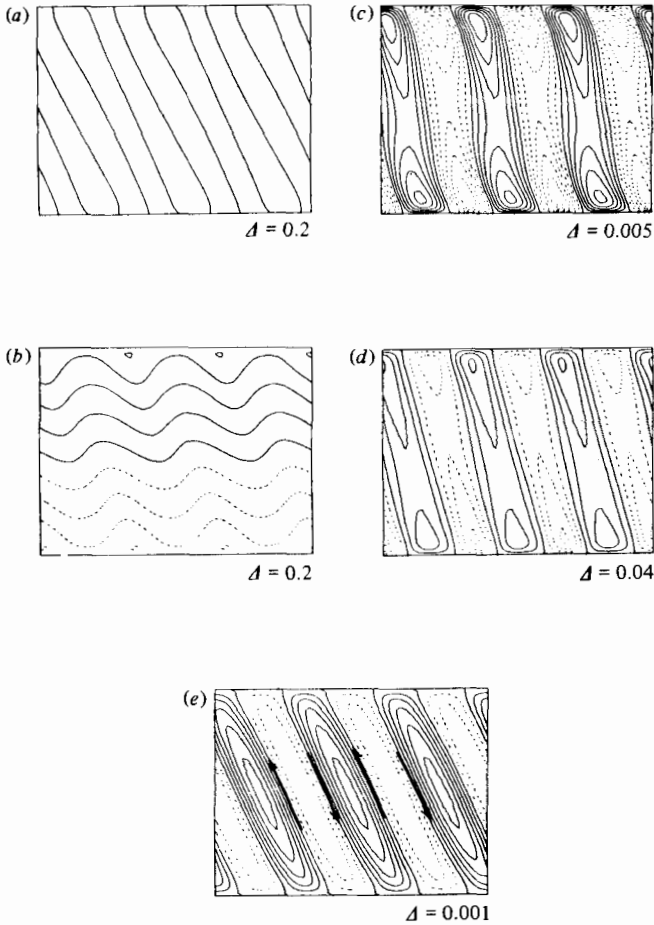 (a)
Δ = 0.2
(b)
Δ = 0.2
(c)
Δ = 0.005
(d)
Δ = 0.04
(e)
Δ = 0.001